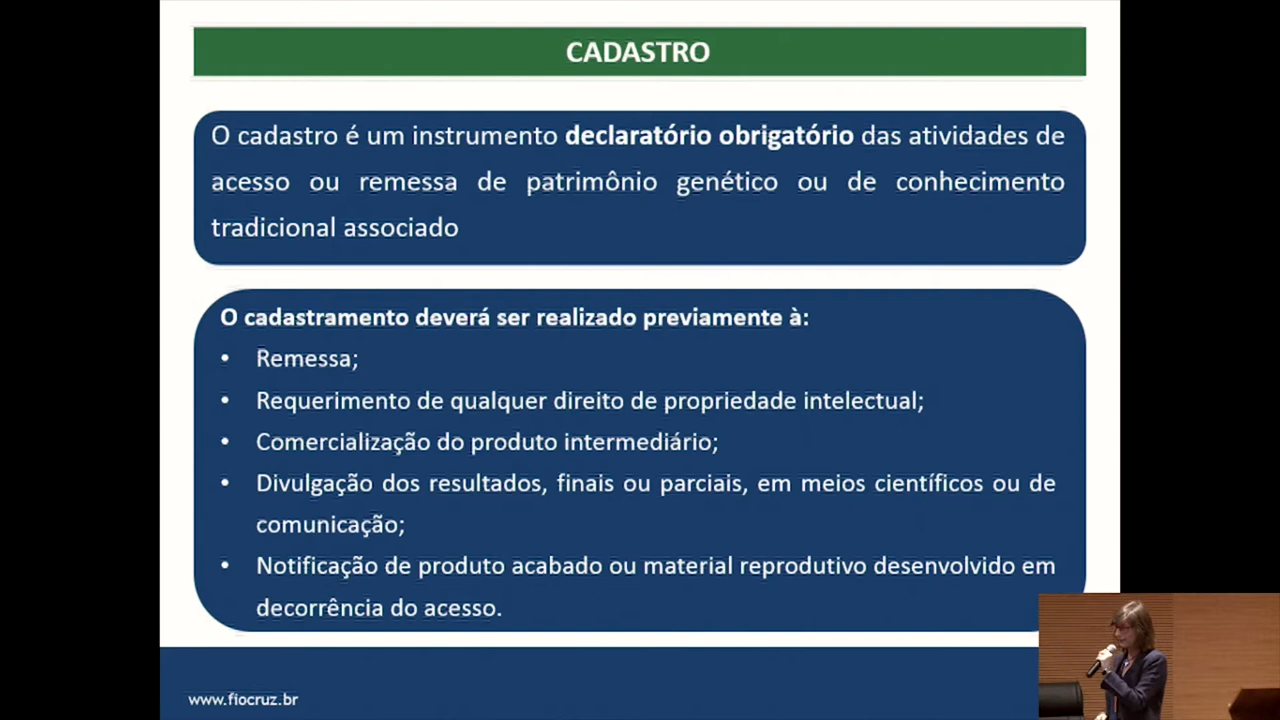 CADASTRO
O cadastro é um instrumento declaratório obrigatório das atividades de
acesso ou remessa de patrimônio genético ou de conhecimento
tradicional associado
O cadastramento deverá ser realizado previamente à:
• Remessa;
• Requerimento de qualquer direito de propriedade intelectual;
• Comercialização do produto intermediário;
• Divulgação dos resultados, finais ou parciais, em meios científicos ou de
comunicação;
• Notificação de produto acabado ou material reprodutivo desenvolvido em
decorrência do acesso.
www.fiocruz.br